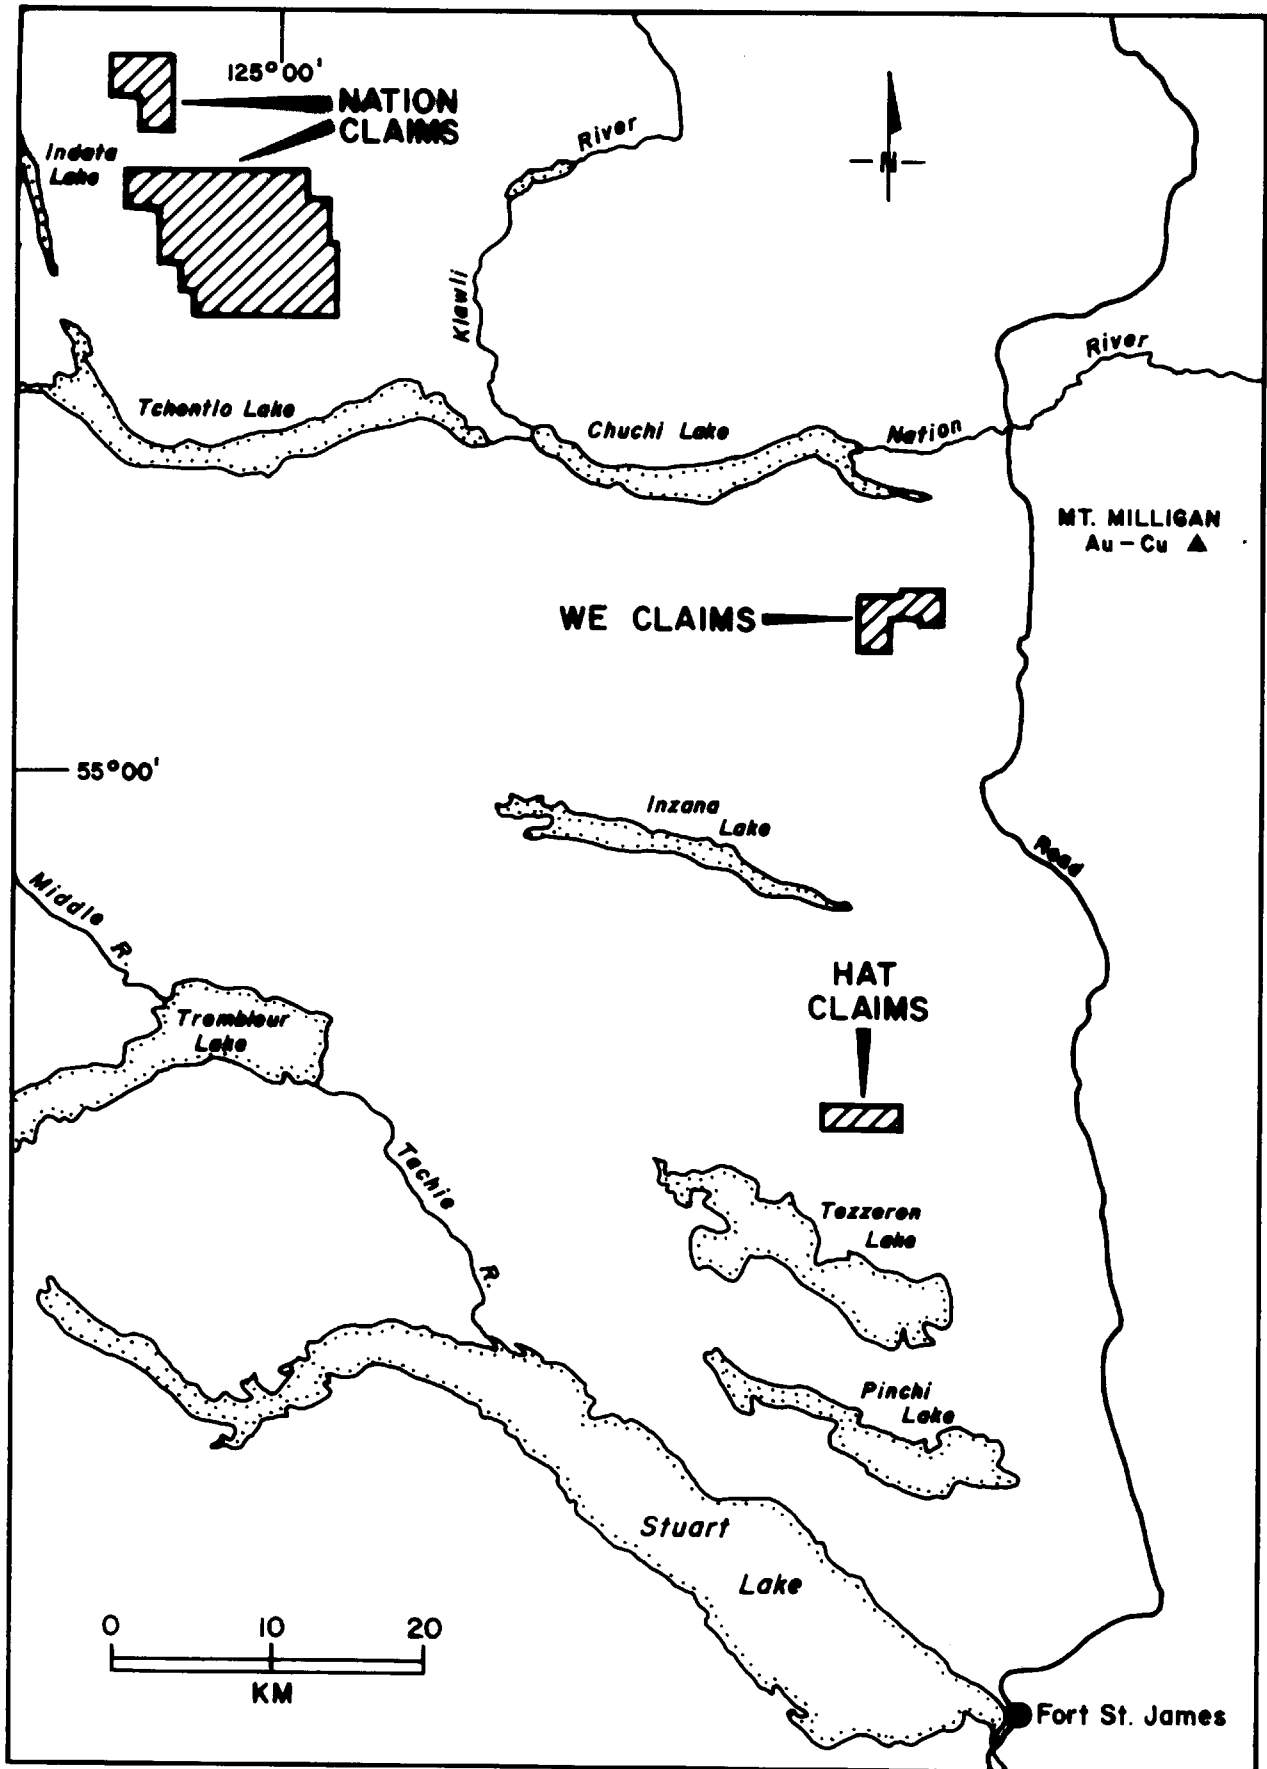 125°00'
NATION
CLAIMS
Indata
Lake
River
Klawli
N
River
Tchentlo Lake
Chuchi Lake
Nation
MT. MILLIGAN
Au - Cu
WE CLAIMS
55°00'
Inzana
Lake
Road
Middle R.
HAT
CLAIMS
Trembleur
Lake
Tachie R.
Tezzeron
Lake
Pinchi
Lake
Stuart
Lake
0 10 20
KM
Fort St. James